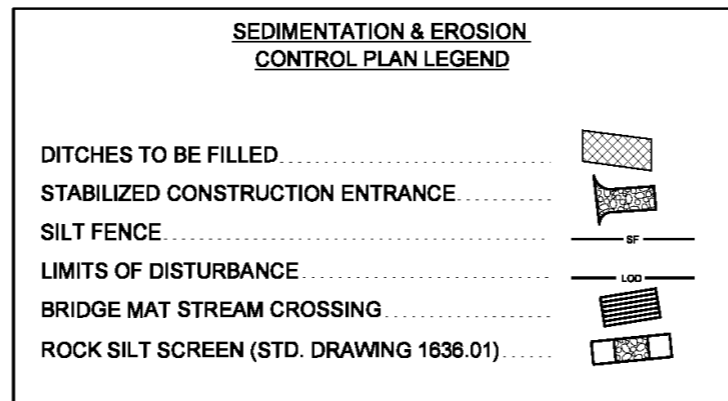 SEDIMENTATION & EROSION
CONTROL PLAN LEGEND
DITCHES TO BE FILLED
STABILIZED CONSTRUCTION ENTRANCE
SILT FENCE SF
LIMITS OF DISTURBANCE LOD
BRIDGE MAT STREAM CROSSING
ROCK SILT SCREEN (STD. DRAWING 1636.01)